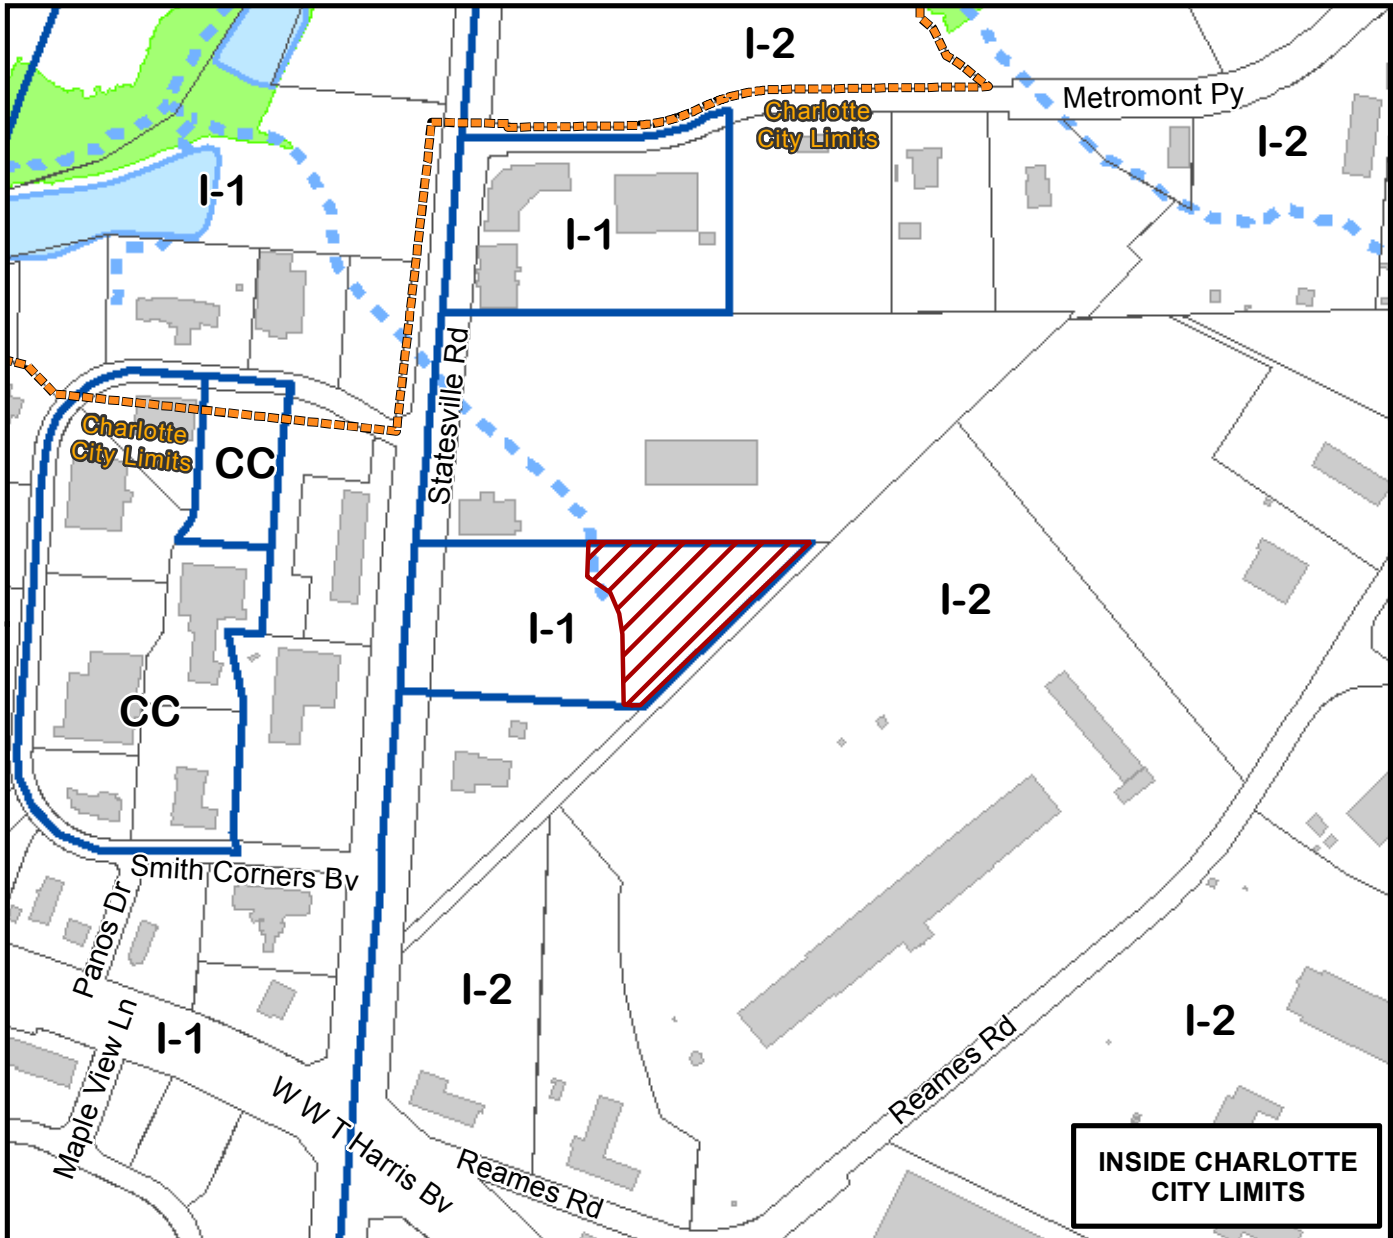 I-2
Metromont Py
Charlotte
City Limits
I-2
I-1
I-1
Statesville Rd
Charlotte
City Limits
CC
I-2
I-1
CC
Smith Corners Bv
Panos Dr
I-2
I-2
Maple View Ln
I-1
Reames Rd
W W T Harris Bv
Reames Rd
INSIDE CHARLOTTE
CITY LIMITS